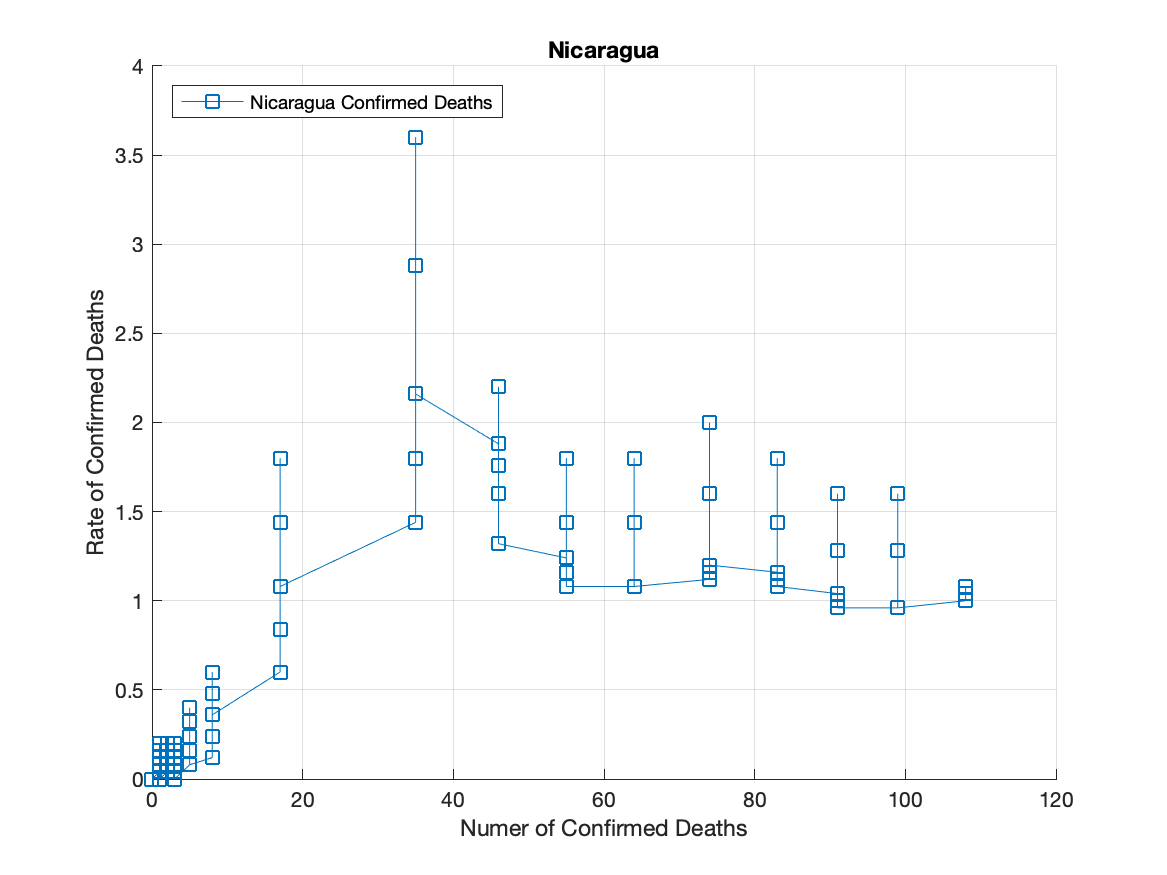 Nicaragua
4
Nicaragua Confirmed Deaths
3.5
3
2.5
2
1.5
1
0.5
0
Rate of Confirmed Deaths
0 20 40 60 80 100 120
Numer of Confirmed Deaths